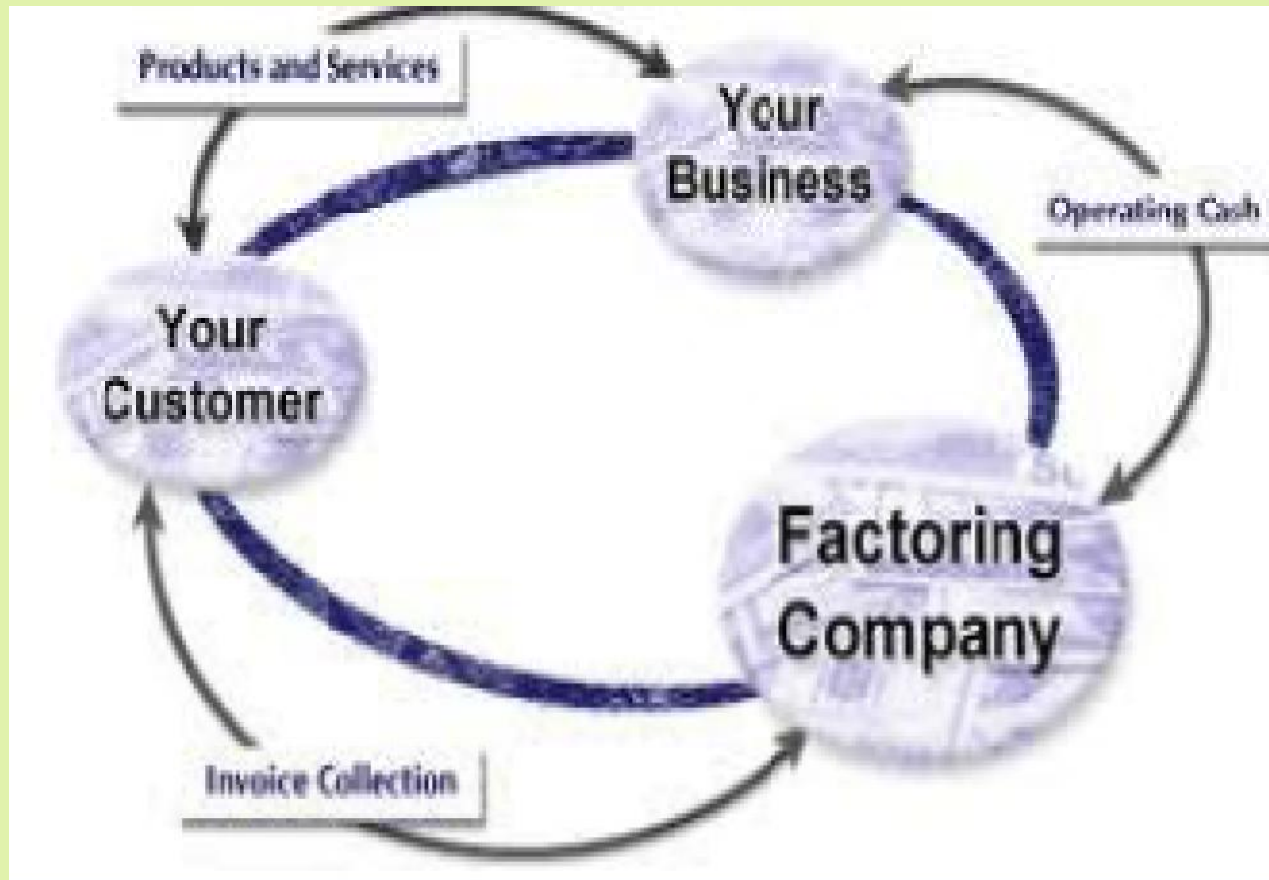 Products and Services
Your
Business
Operating Cash
Your
Customer
Factoring
Company
Invoice Collection